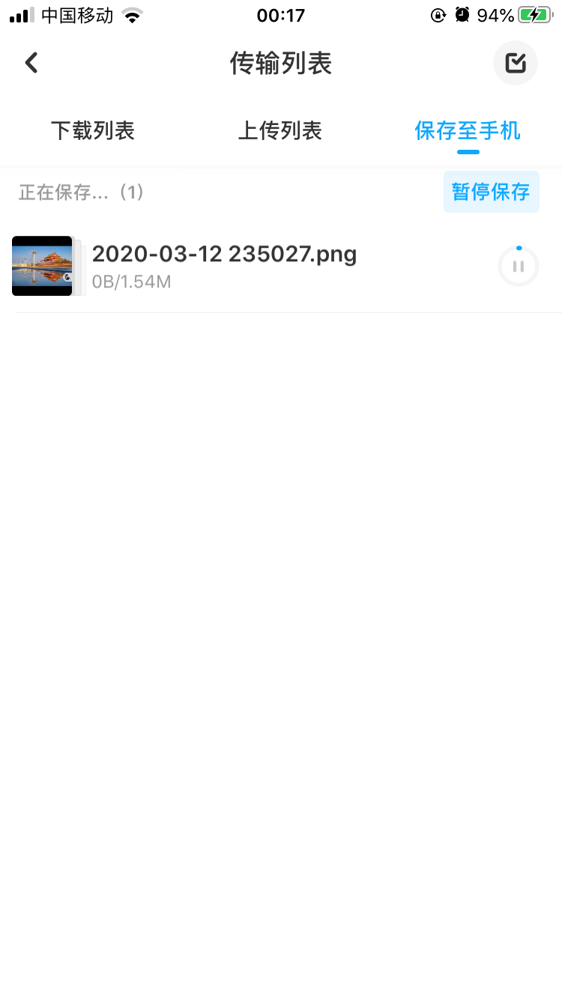 中国移动 00:17 94%
传输列表
下载列表 上传列表 保存至手机
正在保存...（1） 暂停保存
2020-03-12 235027.png
0B/1.54M